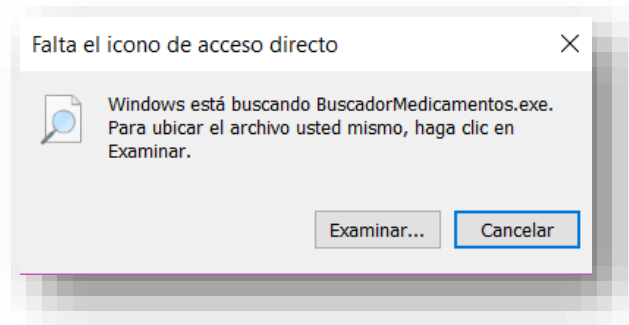 Falta el icono de acceso directo
Windows está buscando BuscadorMedicamentos.exe.
Para ubicar el archivo usted mismo, haga clic en
Examinar.
Examinar...
Cancelar